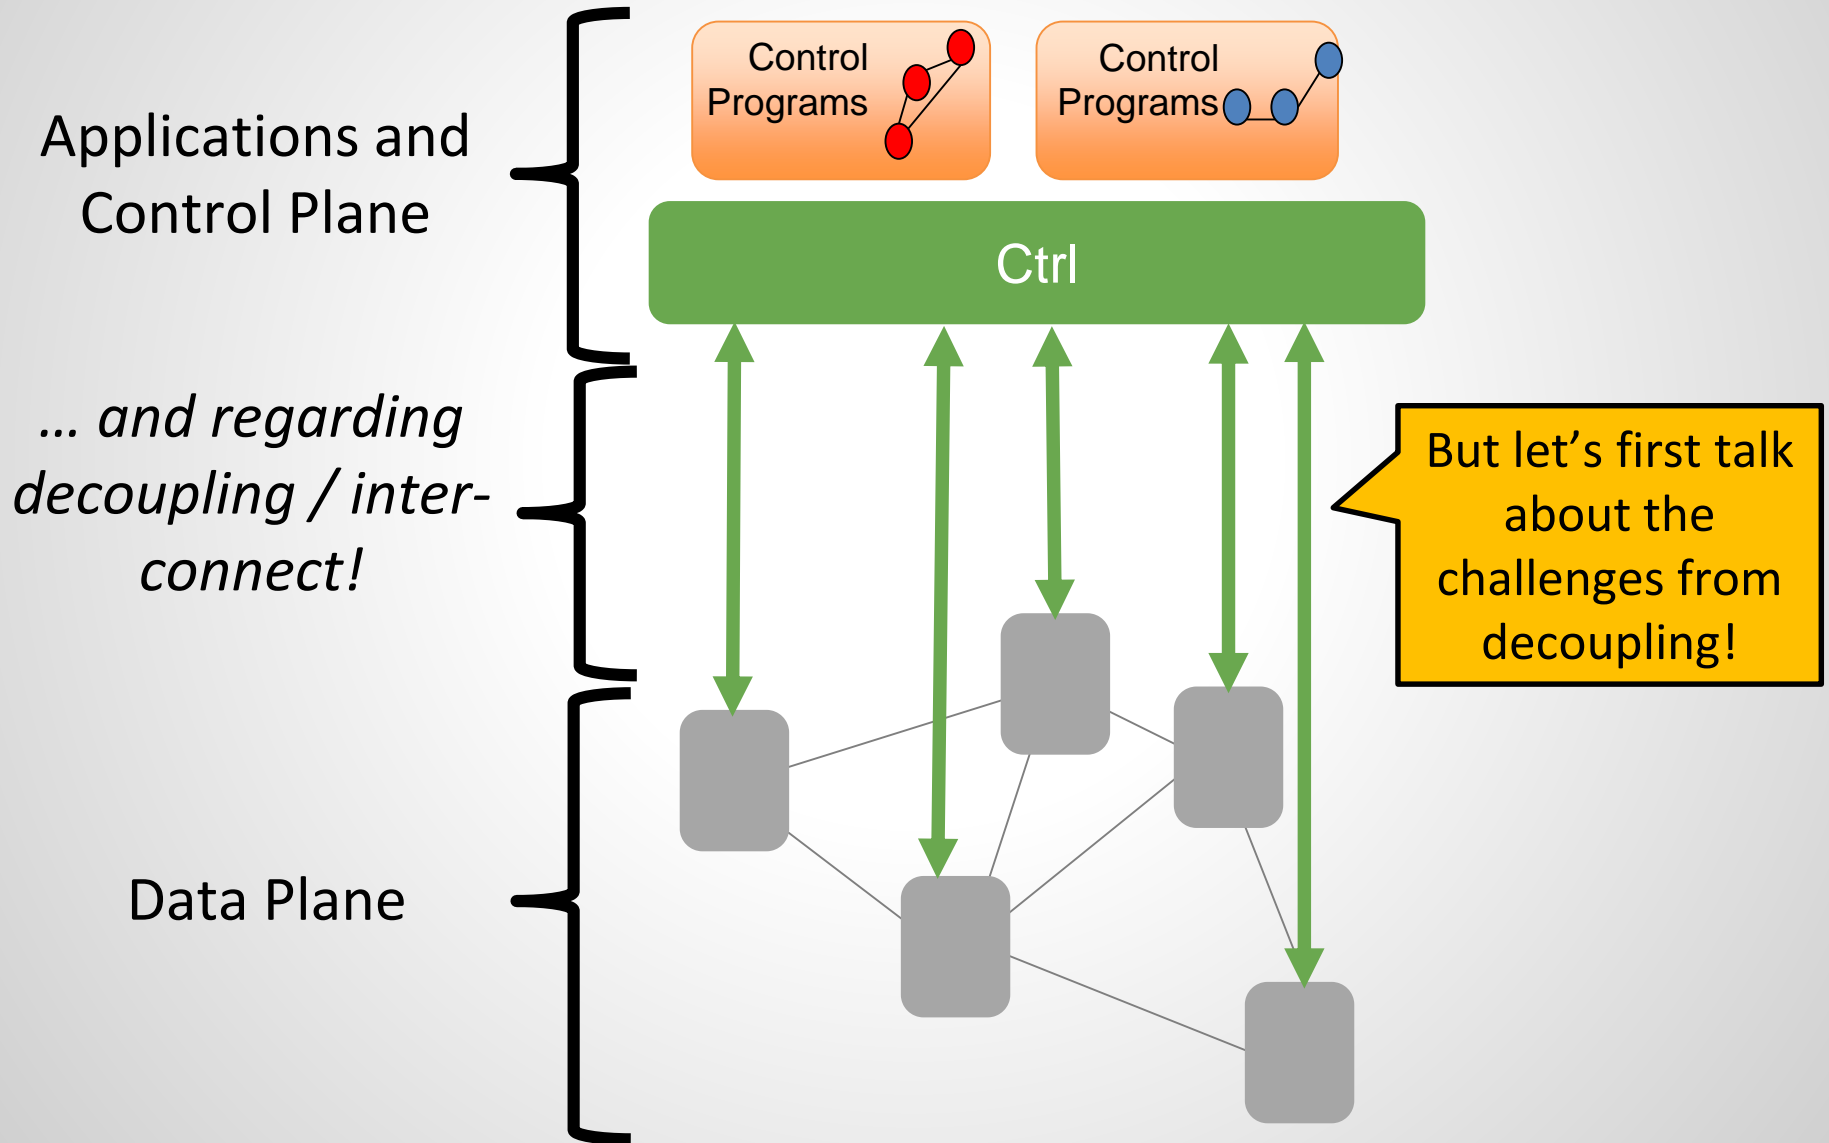 Control
Programs
Control
Programs
Applications and
Control Plane
Ctrl
... and regarding
decoupling / inter-
connect!
But let’s first talk
about the
challenges from
decoupling!
Data Plane